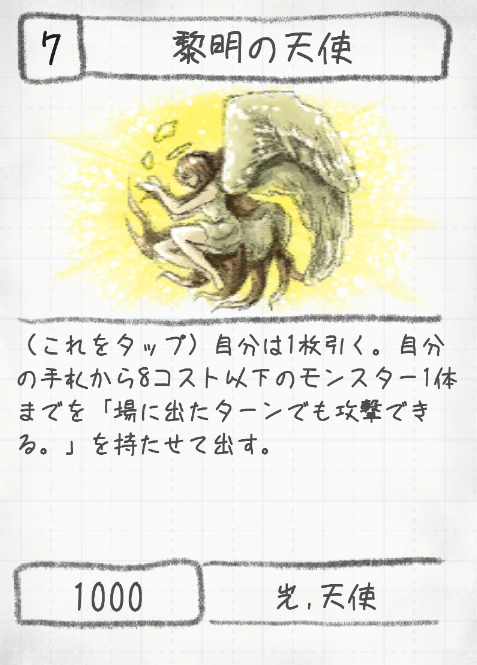 7
黎明の天使
（これをタップ）自分は1枚引く。自分
の手札から8コスト以下のモンスター1体
までを「場に出たターンでも攻撃でき
る。」を持たせて出す。
1000
光,天使